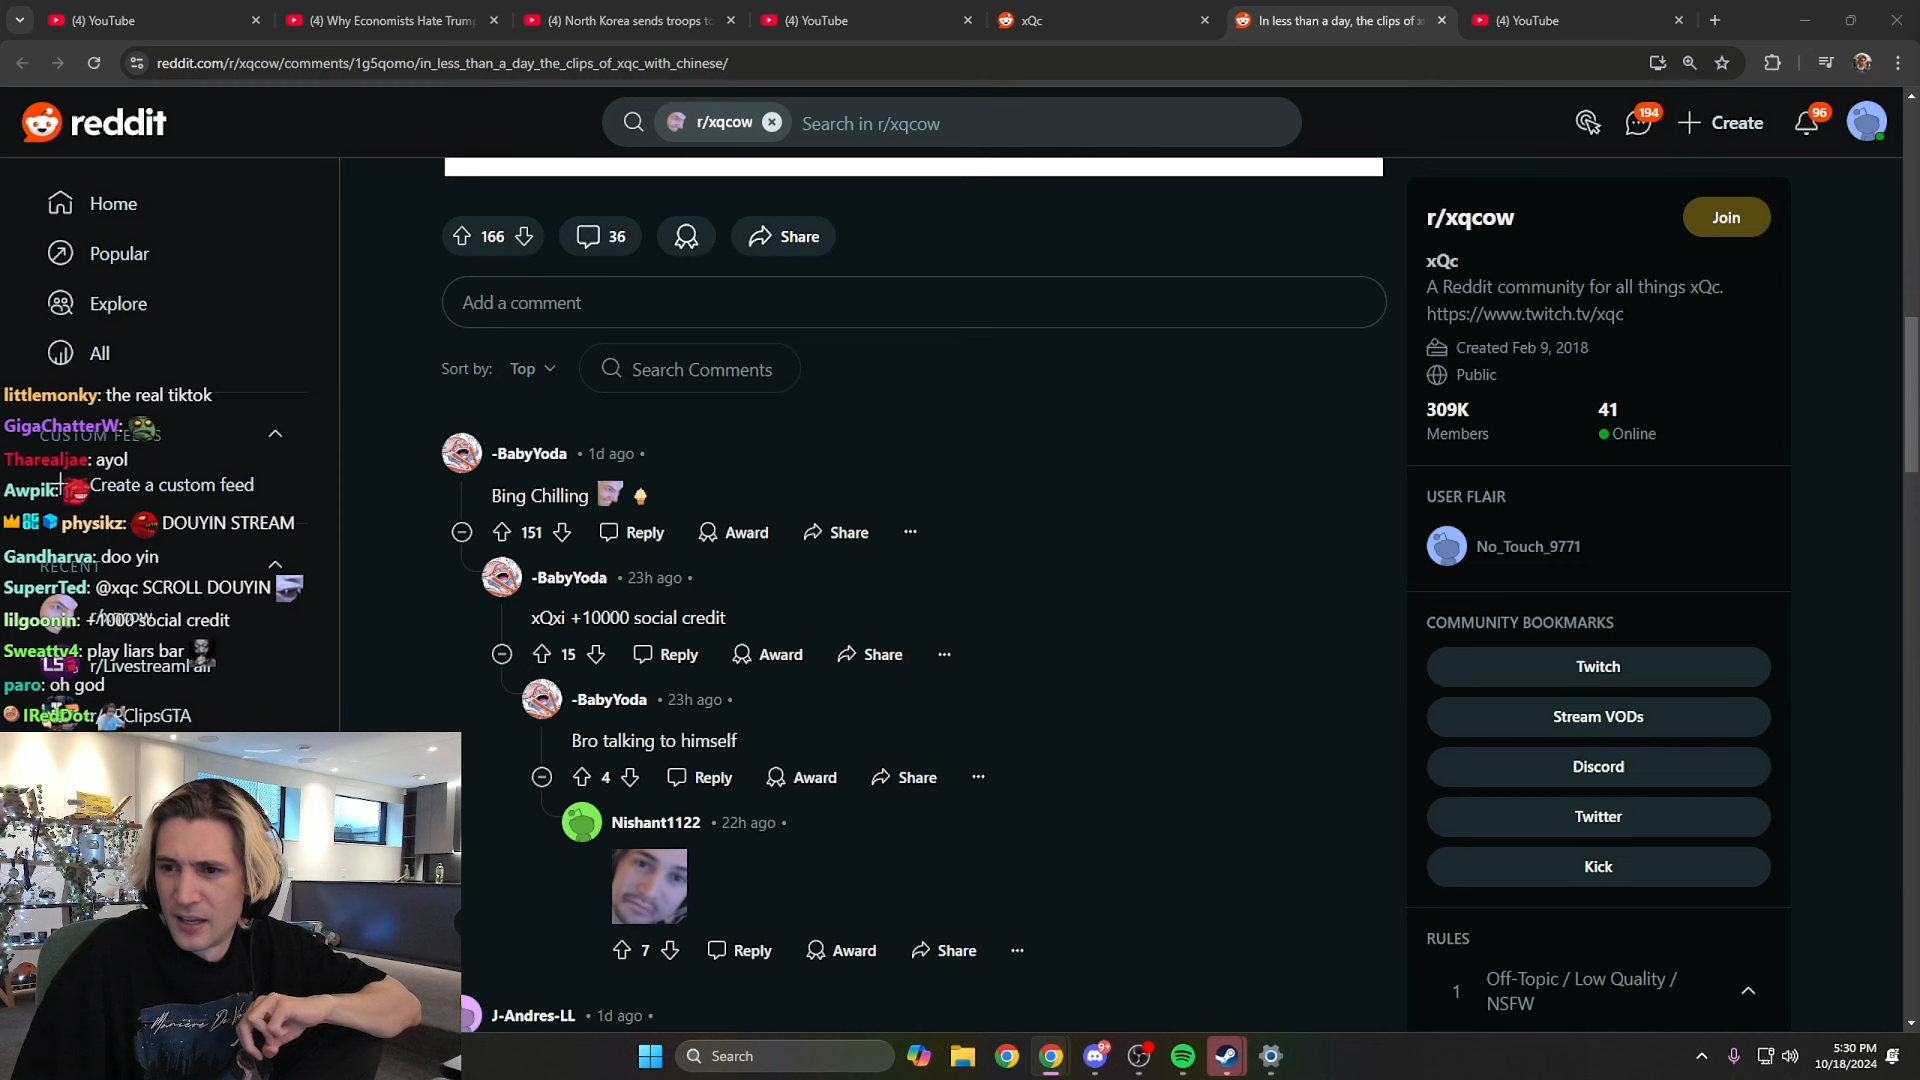 (4) YouTube
(4) Why Economists Hate Trum
(4) North Korea sends troops to
(4) YouTube
xQc
In less than a day, the clips of x
(4) YouTube
reddit.com/r/xqcow/comments/1g5qomo/in_less_than_a_day_the_clips_of_xqc_with_chinese/
reddit
r/xqcow
Search in r/xqcow
194
Create
96
Home
Popular
Explore
All
CUSTOM FEEDS
Create a custom feed
RECENT
r/xqcow
r/LivestreamFail
ClipsGTA
littlemonky: the real tiktok
GigaChatterW:
Tharealjae: ayol
Awpik:
physikz: DOUYIN STREAM
Gandharva: doo yin
SuperrTed: @xqc SCROLL DOUYIN
lilgoonin: +1000 social credit
Sweatty4: play liars bar
paro: oh god
IRedDot:
166
36
Share
Add a comment
Sort by: Top
Search Comments
-BabyYoda • 1d ago •
Bing Chilling
151 Reply Award Share
-BabyYoda • 23h ago •
xQxi +10000 social credit
15 Reply Award Share
-BabyYoda • 23h ago •
Bro talking to himself
4 Reply Award Share
Nishant1122 • 22h ago •
7 Reply Award Share
J-Andres-LL • 1d ago •
r/xqcow
Join
xQc
A Reddit community for all things xQc.
https://www.twitch.tv/xqc
Created Feb 9, 2018
Public
309K 41
Members Online
USER FLAIR
No_Touch_9771
COMMUNITY BOOKMARKS
Twitch
Stream VODs
Discord
Twitter
Kick
RULES
1 Off-Topic / Low Quality /
NSFW
Search
9+
5:30 PM
10/18/2024